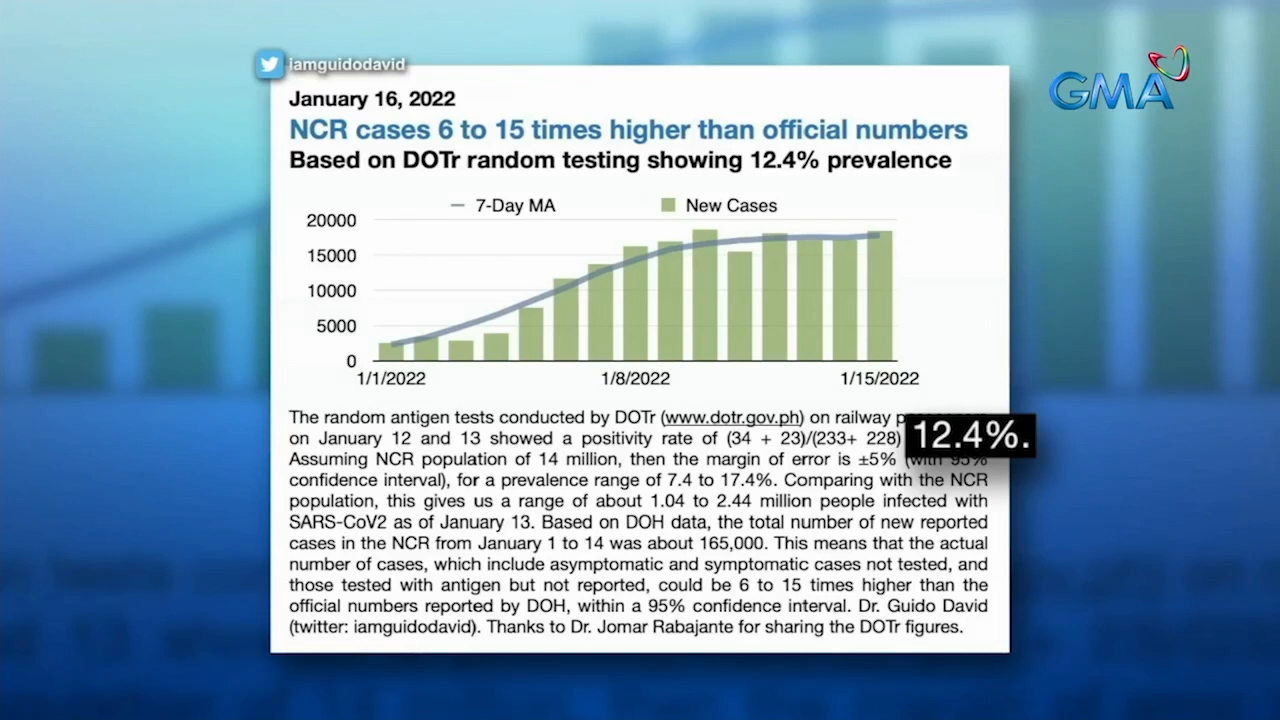 iamguidodavid
GMA
January 16, 2022
NCR cases 6 to 15 times higher than official numbers
Based on DOTr random testing showing 12.4% prevalence
7-Day MA
New Cases
20000
15000
10000
5000
0
1/1/2022
1/8/2022
1/15/2022
The random antigen tests conducted by DOTr (www.dotr.gov.ph) on railway
on January 12 and 13 showed a positivity rate of (34 + 23)/(233+ 228) 12.4%.
Assuming NCR population of 14 million, then the margin of error is ±5% (with 95%
confidence interval), for a prevalence range of 7.4 to 17.4%. Comparing with the NCR
population, this gives us a range of about 1.04 to 2.44 million people infected with
SARS-CoV2 as of January 13. Based on DOH data, the total number of new reported
cases in the NCR from January 1 to 14 was about 165,000. This means that the actual
number of cases, which include asymptomatic and symptomatic cases not tested, and
those tested with antigen but not reported, could be 6 to 15 times higher than the
official numbers reported by DOH, within a 95% confidence interval. Dr. Guido David
(twitter: iamguidodavid). Thanks to Dr. Jomar Rabajante for sharing the DOTr figures.